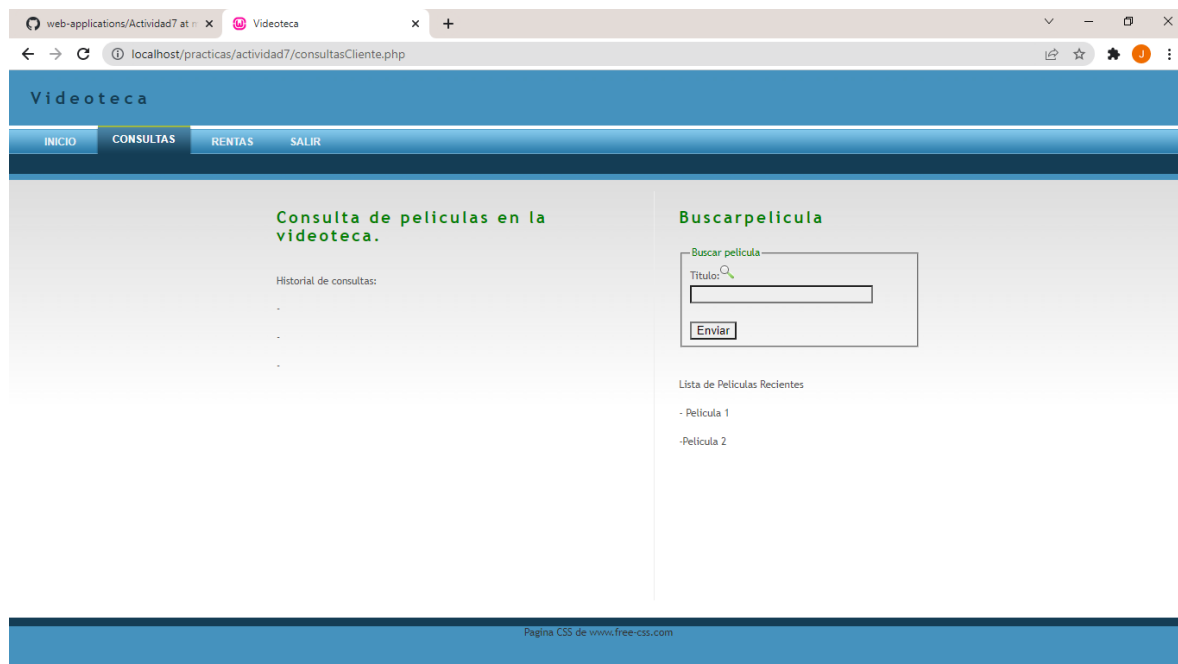 web-applications/Actividad7 at
Videoteca
localhost/practicas/actividad7/consultasCliente.php
J
Videoteca
INICIO CONSULTAS RENTAS SALIR
Consulta de peliculas en la
videoteca.
Historial de consultas:
-
-
-
Buscarpelicula
Buscar pelicula
Titulo:
Enviar
Lista de Peliculas Recientes
- Pelicula 1
-Pelicula 2
Pagina CSS de www.free-css.com